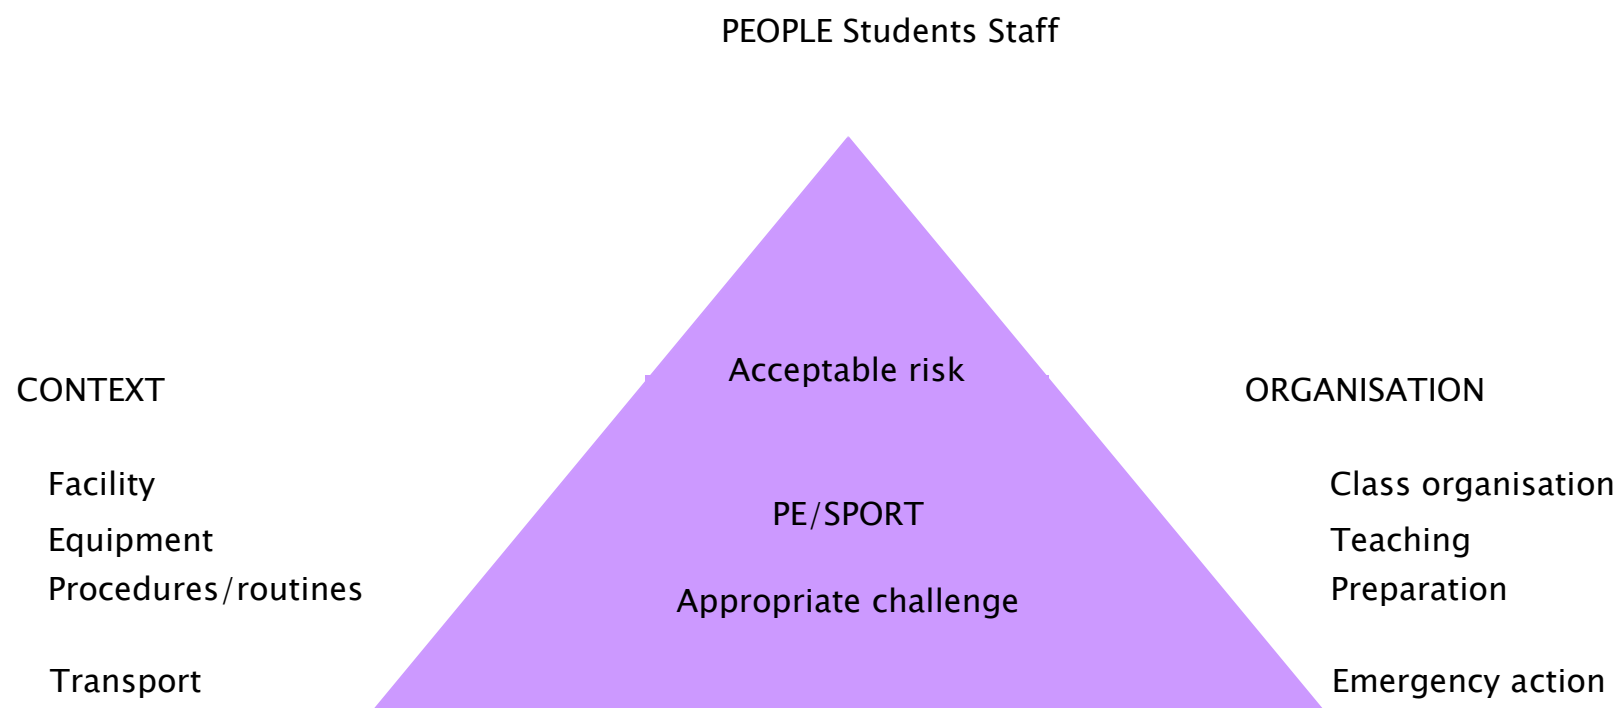 PEOPLE Students Staff
Acceptable risk
CONTEXT
ORGANISATION
Facility
Class organisation
PE/SPORT
Equipment
Teaching
Procedures/routines
Preparation
Appropriate challenge
Transport
Emergency action